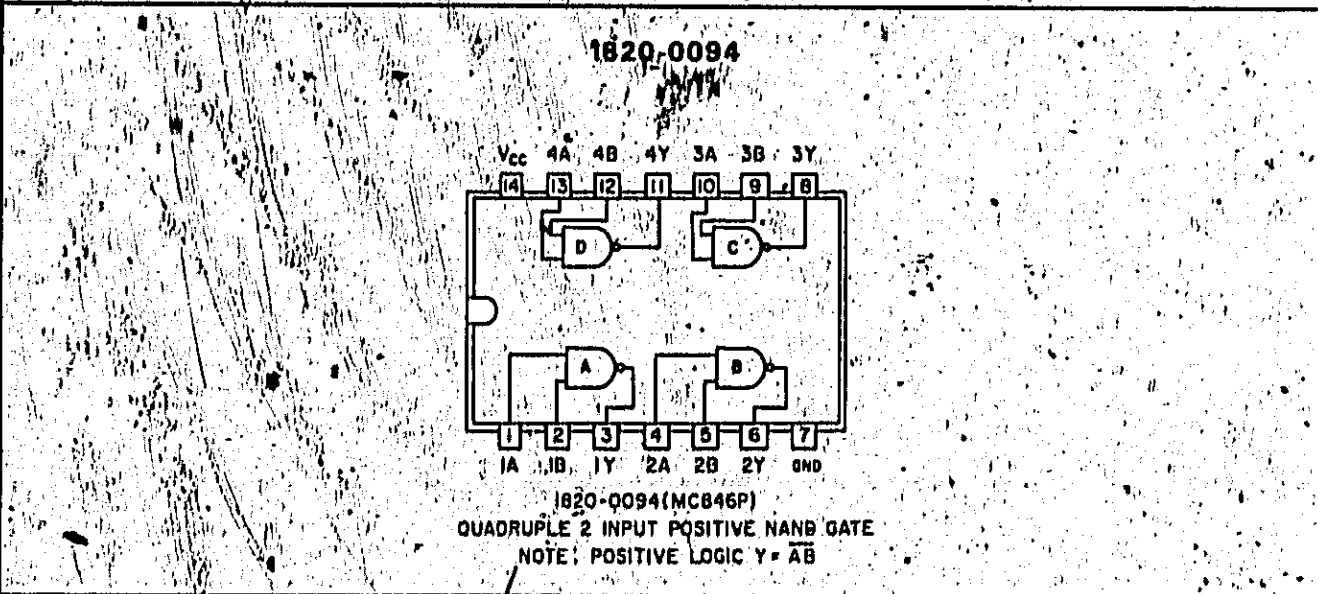 1820-0094
VCC 4A 4B 4Y 3A 3B 3Y
14 13 12 11 10 9 8
D C
A B
1 2 3 4 5 6 7
1A 1B 1Y 2A 2B 2Y GND
1820-0094(MC846P)
QUADRUPLE 2 INPUT POSITIVE NAND GATE
NOTE: POSITIVE LOGIC Y = A̅B̅